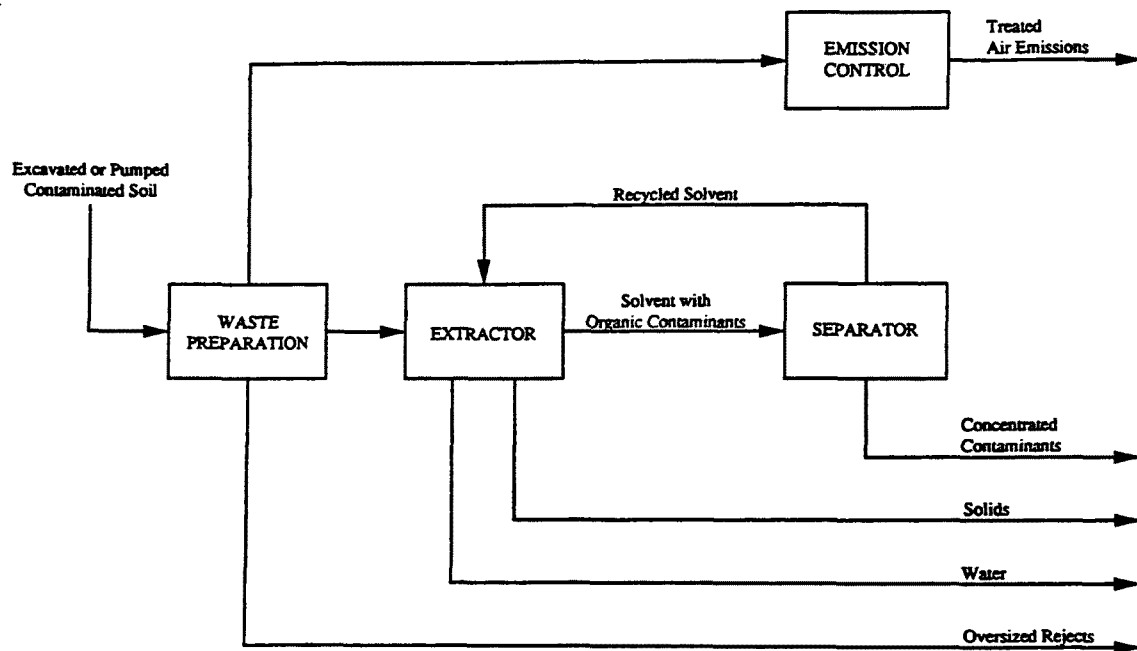 Treated
Air Emissions
EMISSION
CONTROL
Excavated or Pumped
Contaminated Soil
Recycled Solvent
WASTE
PREPARATION
EXTRACTOR
Solvent with
Organic Contaminants
SEPARATOR
Concentrated
Contaminants
Solids
Water
Oversized Rejects